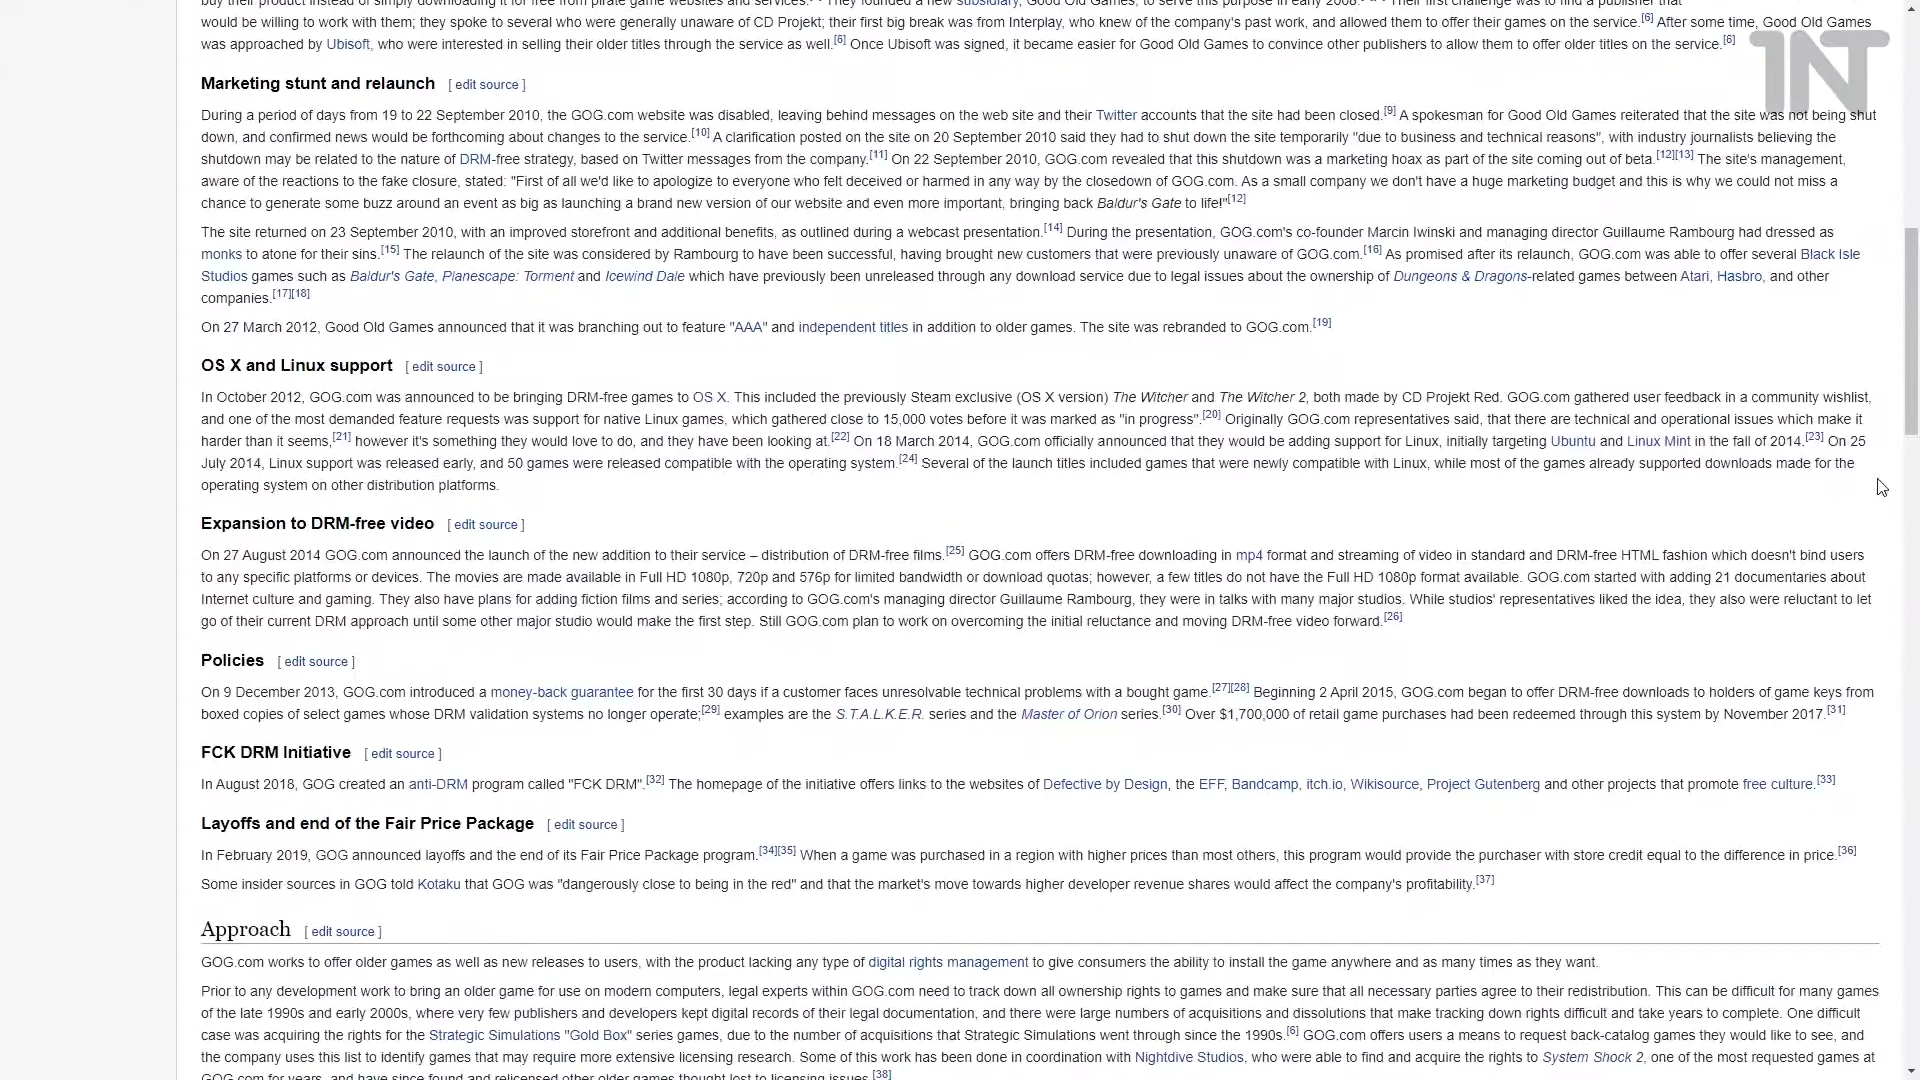 buy their product instead of simply downloading it for free from pirate game websites and services. They founded a new subsidiary, Good Old Games, to serve this purpose in early 2008. Their first challenge was to find a publisher that
would be willing to work with them; they spoke to several who were generally unaware of CD Projekt; their first big break was from Interplay, who knew of the company's past work, and allowed them to offer their games on the service.[6] After some time, Good Old Games
was approached by Ubisoft, who were interested in selling their older titles through the service as well.[6] Once Ubisoft was signed, it became easier for Good Old Games to convince other publishers to allow them to offer older titles on the service.[6]
1NT
Marketing stunt and relaunch [ edit source ]
During a period of days from 19 to 22 September 2010, the GOG.com website was disabled, leaving behind messages on the web site and their Twitter accounts that the site had been closed.[9] A spokesman for Good Old Games reiterated that the site was not being shut
down, and confirmed news would be forthcoming about changes to the service.[10] A clarification posted on the site on 20 September 2010 said they had to shut down the site temporarily "due to business and technical reasons", with industry journalists believing the
shutdown may be related to the nature of DRM-free strategy, based on Twitter messages from the company.[11] On 22 September 2010, GOG.com revealed that this shutdown was a marketing hoax as part of the site coming out of beta.[12][13] The site's management,
aware of the reactions to the fake closure, stated: "First of all we'd like to apologize to everyone who felt deceived or harmed in any way by the closedown of GOG.com. As a small company we don't have a huge marketing budget and this is why we could not miss a
chance to generate some buzz around an event as big as launching a brand new version of our website and even more important, bringing back Baldur's Gate to life!"[12]
The site returned on 23 September 2010, with an improved storefront and additional benefits, as outlined during a webcast presentation.[14] During the presentation, GOG.com's co-founder Marcin Iwinski and managing director Guillaume Rambourg had dressed as
monks to atone for their sins.[15] The relaunch of the site was considered by Rambourg to have been successful, having brought new customers that were previously unaware of GOG.com.[16] As promised after its relaunch, GOG.com was able to offer several Black Isle
Studios games such as Baldur's Gate, Planescape: Torment and Icewind Dale which have previously been unreleased through any download service due to legal issues about the ownership of Dungeons & Dragons-related games between Atari, Hasbro, and other
companies.[17][18]
On 27 March 2012, Good Old Games announced that it was branching out to feature "AAA" and independent titles in addition to older games. The site was rebranded to GOG.com.[19]
OS X and Linux support [ edit source ]
In October 2012, GOG.com was announced to be bringing DRM-free games to OS X. This included the previously Steam exclusive (OS X version) The Witcher and The Witcher 2, both made by CD Projekt Red. GOG.com gathered user feedback in a community wishlist,
and one of the most demanded feature requests was support for native Linux games, which gathered close to 15,000 votes before it was marked as "in progress".[20] Originally GOG.com representatives said, that there are technical and operational issues which make it
harder than it seems,[21] however it's something they would love to do, and they have been looking at.[22] On 18 March 2014, GOG.com officially announced that they would be adding support for Linux, initially targeting Ubuntu and Linux Mint in the fall of 2014.[23] On 25
July 2014, Linux support was released early, and 50 games were released compatible with the operating system.[24] Several of the launch titles included games that were newly compatible with Linux, while most of the games already supported downloads made for the
operating system on other distribution platforms.
Expansion to DRM-free video [ edit source ]
On 27 August 2014 GOG.com announced the launch of the new addition to their service – distribution of DRM-free films.[25] GOG.com offers DRM-free downloading in mp4 format and streaming of video in standard and DRM-free HTML fashion which doesn't bind users
to any specific platforms or devices. The movies are made available in Full HD 1080p, 720p and 576p for limited bandwidth or download quotas; however, a few titles do not have the Full HD 1080p format available. GOG.com started with adding 21 documentaries about
Internet culture and gaming. They also have plans for adding fiction films and series; according to GOG.com's managing director Guillaume Rambourg, they were in talks with many major studios. While studios' representatives liked the idea, they also were reluctant to let
go of their current DRM approach until some other major studio would make the first step. Still GOG.com plan to work on overcoming the initial reluctance and moving DRM-free video forward.[26]
Policies [ edit source ]
On 9 December 2013, GOG.com introduced a money-back guarantee for the first 30 days if a customer faces unresolvable technical problems with a bought game.[27][28] Beginning 2 April 2015, GOG.com began to offer DRM-free downloads to holders of game keys from
boxed copies of select games whose DRM validation systems no longer operate;[29] examples are the S.T.A.L.K.E.R. series and the Master of Orion series.[30] Over $1,700,000 of retail game purchases had been redeemed through this system by November 2017.[31]
FCK DRM Initiative [ edit source ]
In August 2018, GOG created an anti-DRM program called "FCK DRM".[32] The homepage of the initiative offers links to the websites of Defective by Design, the EFF, Bandcamp, itch.io, Wikisource, Project Gutenberg and other projects that promote free culture.[33]
Layoffs and end of the Fair Price Package [ edit source ]
In February 2019, GOG announced layoffs and the end of its Fair Price Package program.[34][35] When a game was purchased in a region with higher prices than most others, this program would provide the purchaser with store credit equal to the difference in price.[36]
Some insider sources in GOG told Kotaku that GOG was "dangerously close to being in the red" and that the market's move towards higher developer revenue shares would affect the company's profitability.[37]
Approach [ edit source ]
GOG.com works to offer older games as well as new releases to users, with the product lacking any type of digital rights management to give consumers the ability to install the game anywhere and as many times as they want.
Prior to any development work to bring an older game for use on modern computers, legal experts within GOG.com need to track down all ownership rights to games and make sure that all necessary parties agree to their redistribution. This can be difficult for many games
of the late 1990s and early 2000s, where very few publishers and developers kept digital records of their legal documentation, and there were large numbers of acquisitions and dissolutions that make tracking down rights difficult and take years to complete. One difficult
case was acquiring the rights for the Strategic Simulations "Gold Box" series games, due to the number of acquisitions that Strategic Simulations went through since the 1990s.[6] GOG.com offers users a means to request back-catalog games they would like to see, and
the company uses this list to identify games that may require more extensive licensing research. Some of this work has been done in coordination with Nightdive Studios, who were able to find and acquire the rights to System Shock 2, one of the most requested games at
GOG.com for years, and have since found and relicensed other older games thought lost to licensing issues.[38]